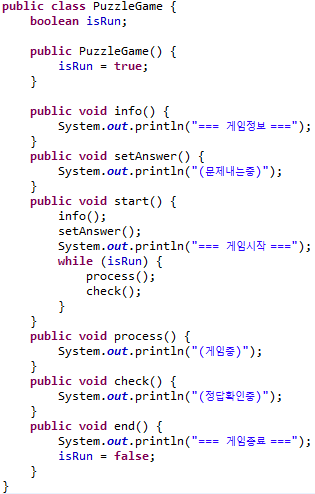 public class PuzzleGame {
    boolean isRun;

    public PuzzleGame() {
        isRun = true;
    }

    public void info() {
        System.out.println("=== 게임정보 ===");
    }
    public void setAnswer() {
        System.out.println("(문제내는중)");
    }
    public void start() {
        info();
        setAnswer();
        System.out.println("=== 게임시작 ===");
        while (isRun) {
            process();
            check();
        }
    }
    public void process() {
        System.out.println("(게임중)");
    }
    public void check() {
        System.out.println("(정답확인중)");
    }
    public void end() {
        System.out.println("=== 게임종료 ===");
        isRun = false;
    }
}